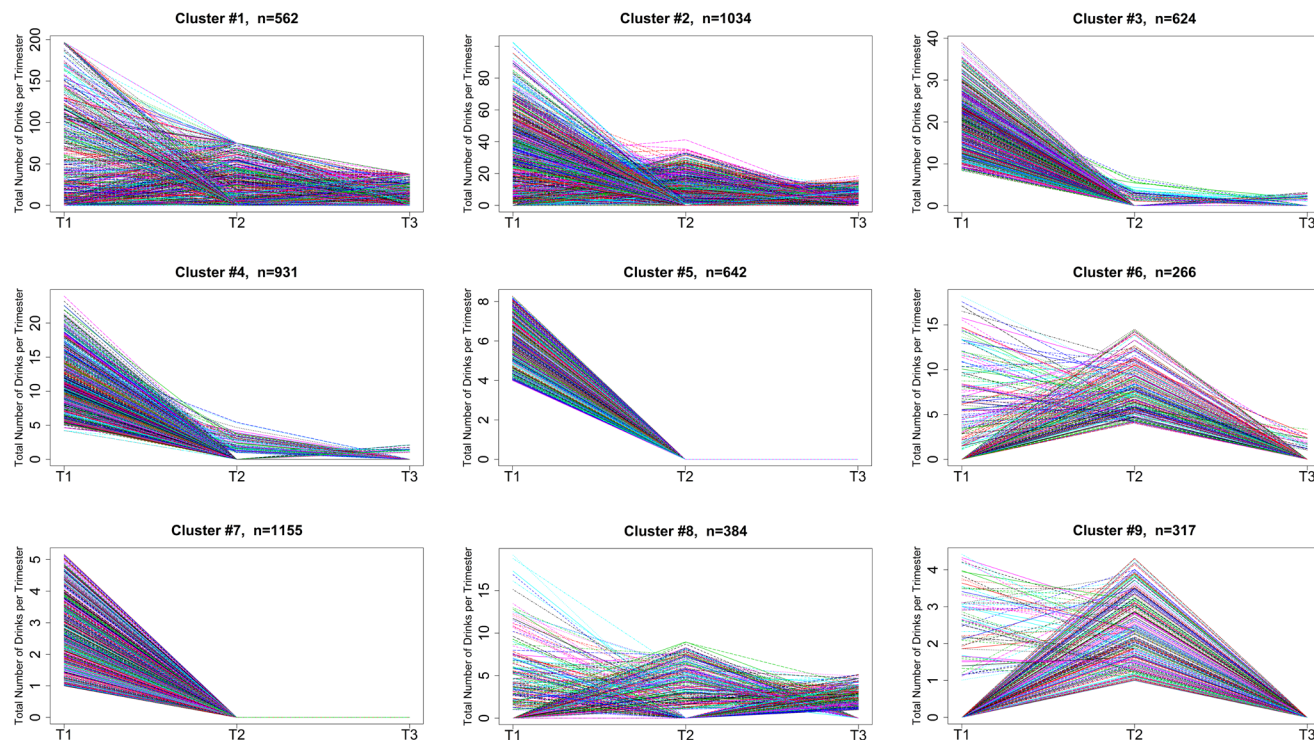 Cluster #1, n=562
Total Number of Drinks per Trimester
200
150
100
50
0
T1 T2 T3
Cluster #2, n=1034
Total Number of Drinks per Trimester
80
60
40
20
0
T1 T2 T3
Cluster #3, n=624
Total Number of Drinks per Trimester
40
30
20
10
0
T1 T2 T3
Cluster #4, n=931
Total Number of Drinks per Trimester
20
15
10
5
0
T1 T2 T3
Cluster #5, n=642
Total Number of Drinks per Trimester
8
6
4
2
0
T1 T2 T3
Cluster #6, n=266
Total Number of Drinks per Trimester
15
10
5
0
T1 T2 T3
Cluster #7, n=1155
Total Number of Drinks per Trimester
5
4
3
2
1
0
T1 T2 T3
Cluster #8, n=384
Total Number of Drinks per Trimester
15
10
5
0
T1 T2 T3
Cluster #9, n=317
Total Number of Drinks per Trimester
4
3
2
1
0
T1 T2 T3